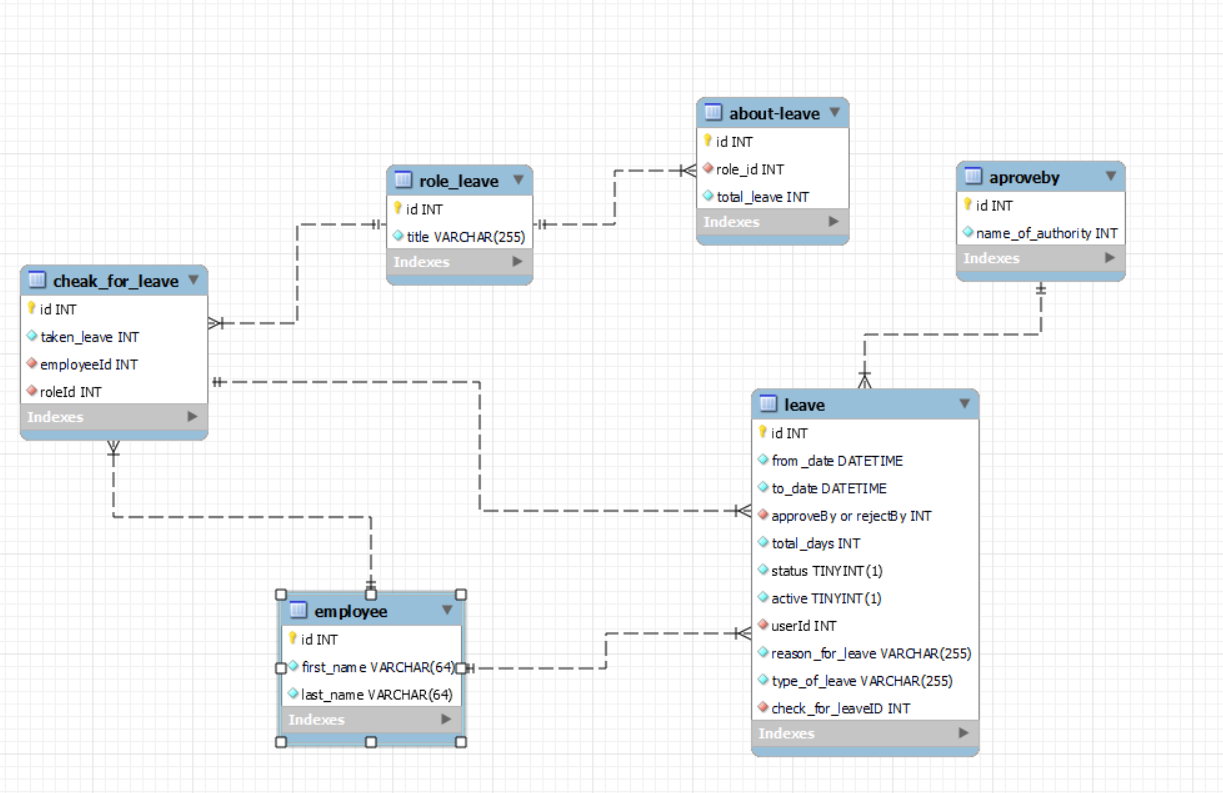 about-leave
id INT
role_id INT
total_leave INT
Indexes
aproveby
id INT
name_of_authority INT
Indexes
role_leave
id INT
title VARCHAR(255)
Indexes
cheak_for_leave
id INT
taken_leave INT
employeeId INT
roleId INT
Indexes
leave
id INT
from _date DATETIME
to_date DATETIME
approveBy or rejectBy INT
total_days INT
status TINYINT(1)
active TINYINT(1)
userId INT
reason_for_leave VARCHAR(255)
type_of_leave VARCHAR(255)
check_for_leaveID INT
Indexes
employee
id INT
first_name VARCHAR(64)
last_name VARCHAR(64)
Indexes